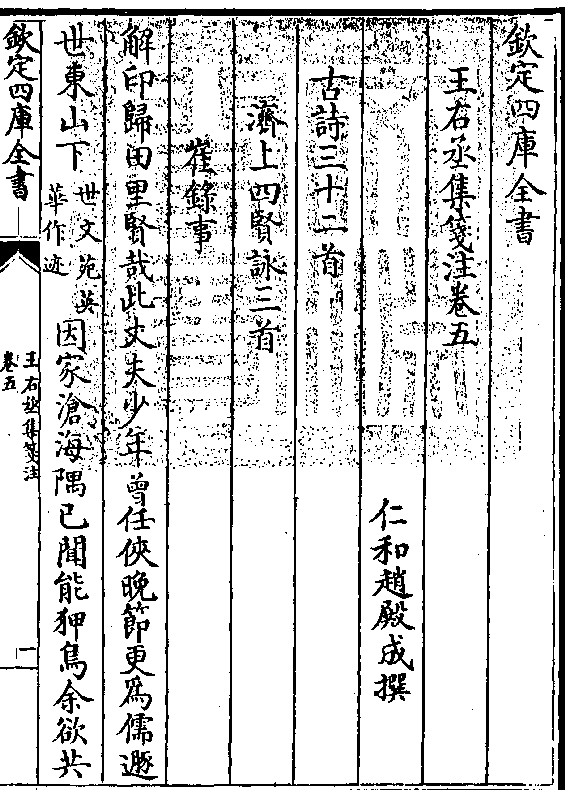 欽定四庫全書
王右丞集箋注卷五
仁和趙殿成撰
古詩三十二首
濟上四賢詠三首
崔錄事
解印歸田里賢哉此丈夫少年曾任俠晚節更為儒遯
世東山下世文苑英華作迹因家滄海隅已聞能狎鳥余欲共
欽定四庫全書
王右丞集箋注
卷五
一